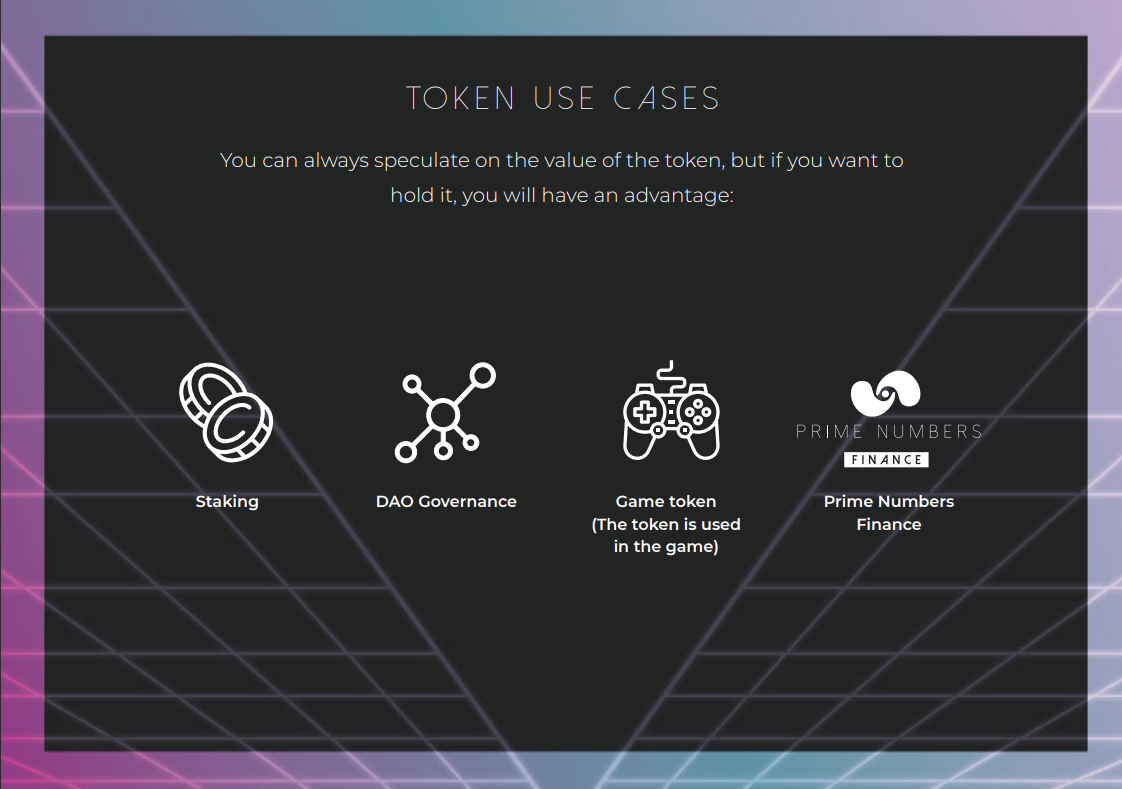 TOKEN USE CASES
You can always speculate on the value of the token, but if you want to
hold it, you will have an advantage:
PRIME NUMBERS
FINANCE
Staking
DAO Governance
Game token
(The token is used
in the game)
Prime Numbers
Finance